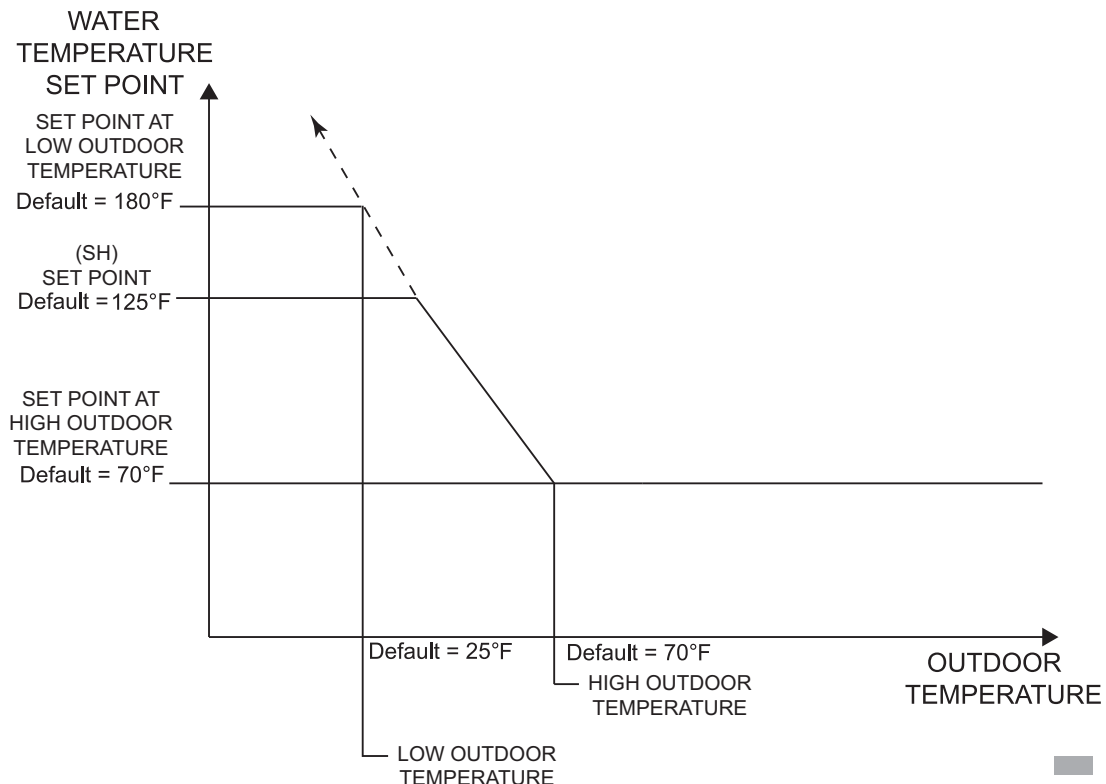 WATER
TEMPERATURE
SET POINT
SET POINT AT
LOW OUTDOOR
TEMPERATURE
Default = 180°F
(SH)
SET POINT
Default =125°F
SET POINT AT
HIGH OUTDOOR
TEMPERATURE
Default = 70°F
Default = 25°F
Default = 70°F
HIGH OUTDOOR
TEMPERATURE
OUTDOOR
TEMPERATURE
LOW OUTDOOR
TEMPERATURE